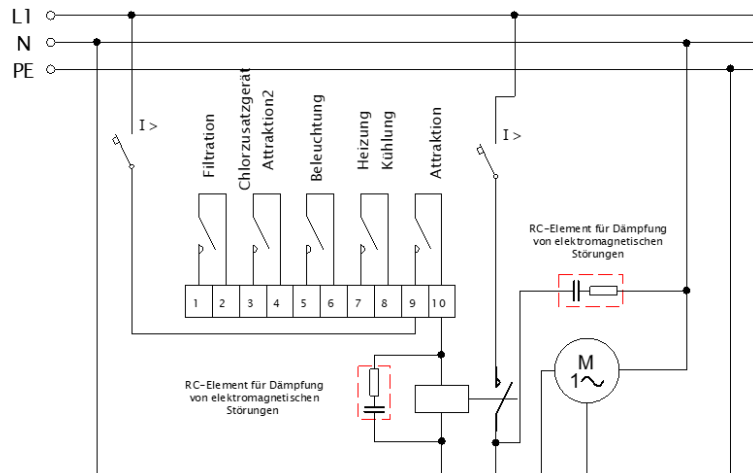 L1
N
PE
I >
I >
Filtration
Chlorzusatzgerät
Attraktion2
Beleuchtung
Heizung
Kühlung
Attraktion
RC-Element für Dämpfung
von elektromagnetischen
Störungen
1 2 3 4 5 6 7 8 9 10
M
1~
RC-Element für Dämpfung
von elektromagnetischen
Störungen